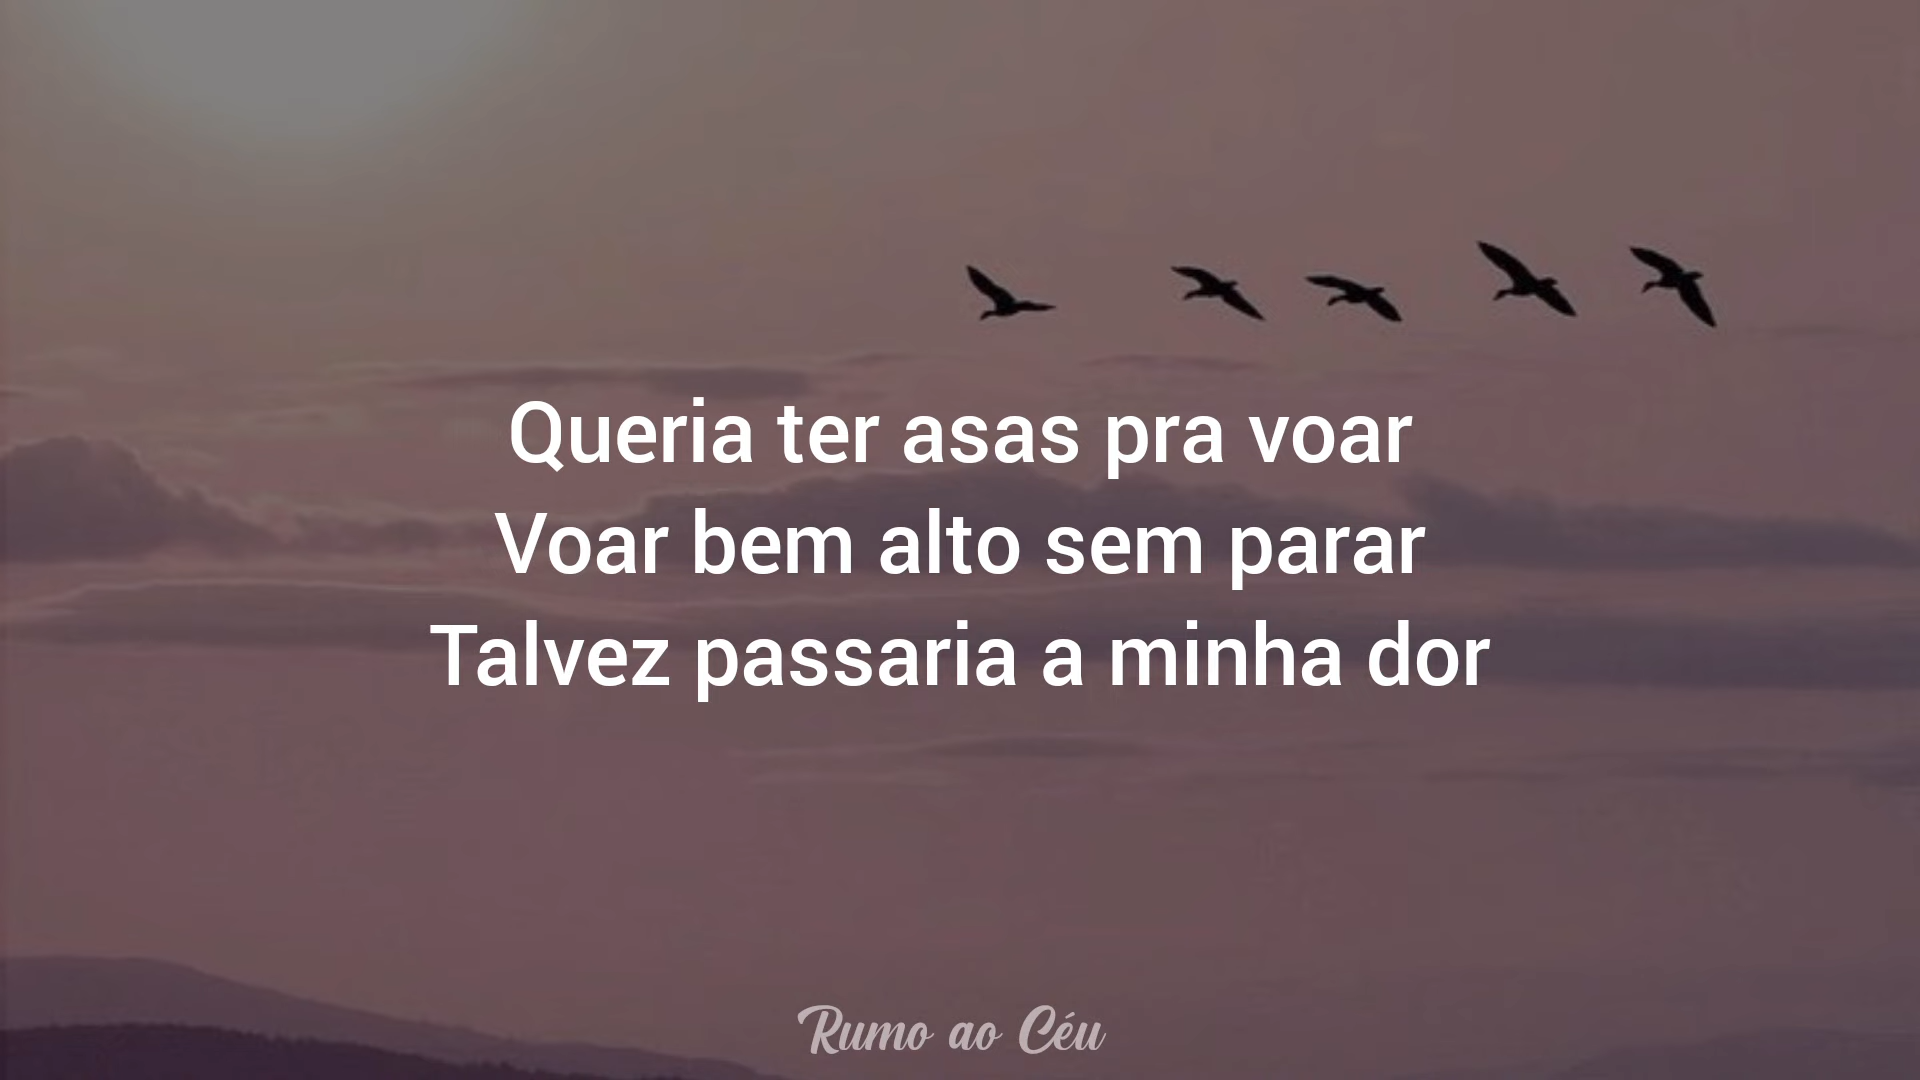 Queria ter asas pra voar
Voar bem alto sem parar
Talvez passaria a minha dor
Rumo ao Céu